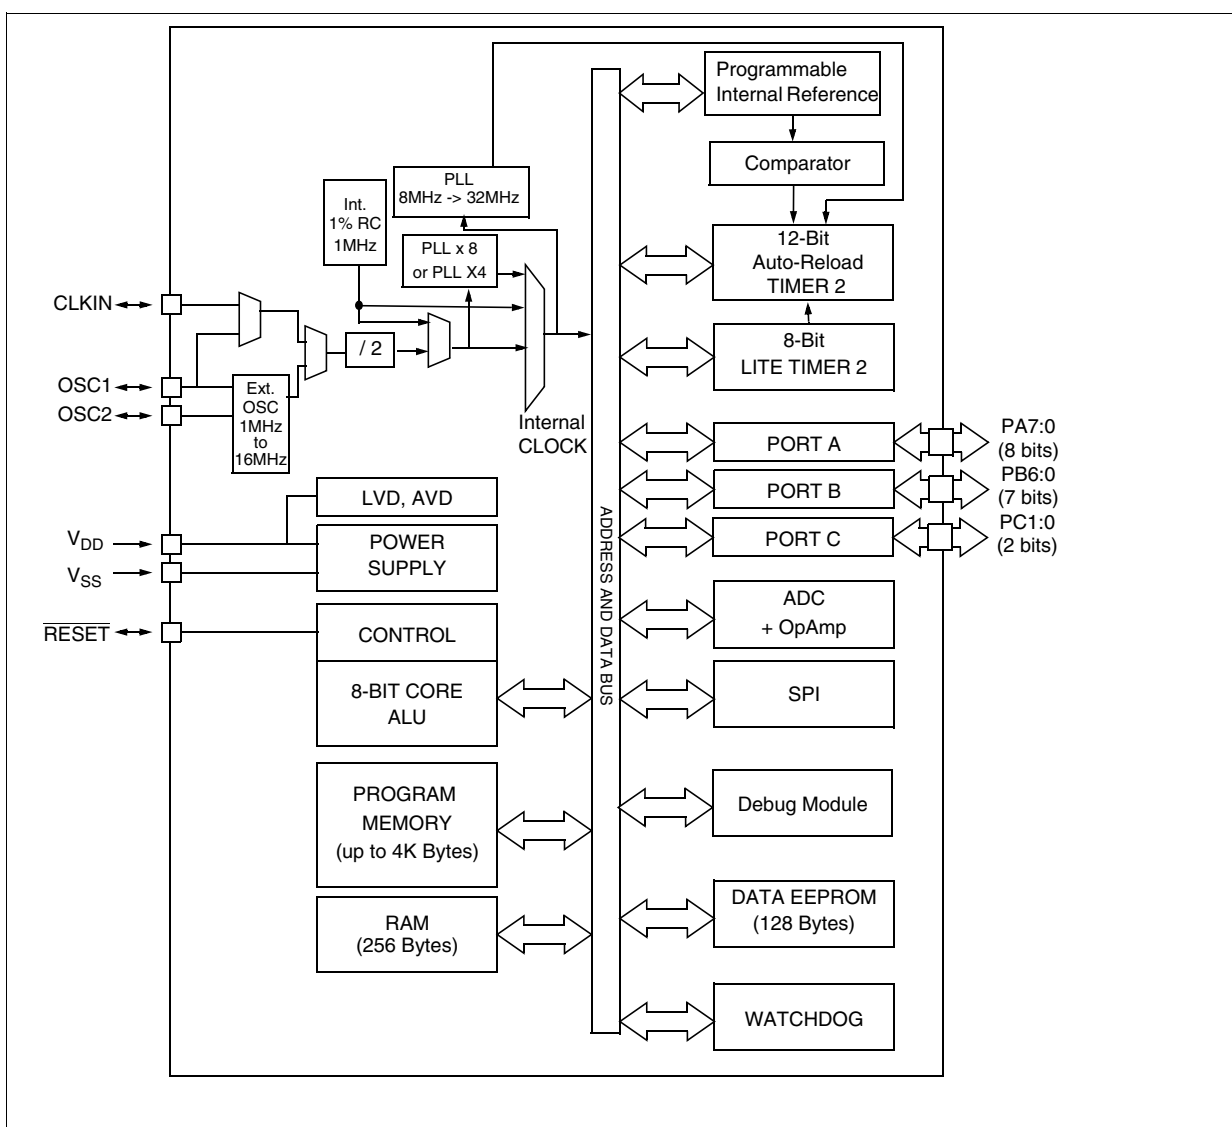 Programmable
Internal Reference
Comparator
PLL
8MHz -> 32MHz
Int.
1% RC
1MHz
PLL x 8
or PLL X4
12-Bit
Auto-Reload
TIMER 2
CLKIN
/ 2
8-Bit
LITE TIMER 2
OSC1
OSC2
Ext.
OSC
1MHz
to
16MHz
Internal
CLOCK
PORT A
PA7:0
(8 bits)
PORT B
PB6:0
(7 bits)
PORT C
PC1:0
(2 bits)
LVD, AVD
VDD
VSS
POWER
SUPPLY
ADDRESS AND DATA BUS
ADC
+ OpAmp
RESET
CONTROL
8-BIT CORE
ALU
SPI
PROGRAM
MEMORY
(up to 4K Bytes)
Debug Module
RAM
(256 Bytes)
DATA EEPROM
(128 Bytes)
WATCHDOG